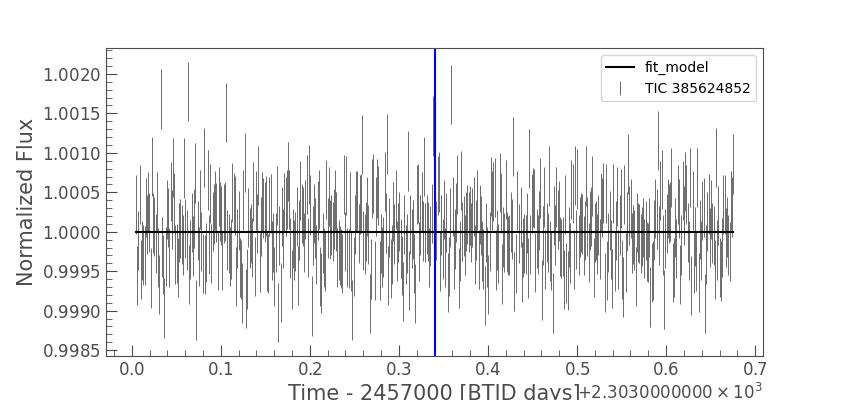 1.0020
1.0015
1.0010
1.0005
1.0000
0.9995
0.9990
0.9985
Normalized Flux
fit_model
TIC 385624852
0.0 0.1 0.2 0.3 0.4 0.5 0.6 0.7
Time - 2457000 [BTJD days]
+2.3030000000 × 10³